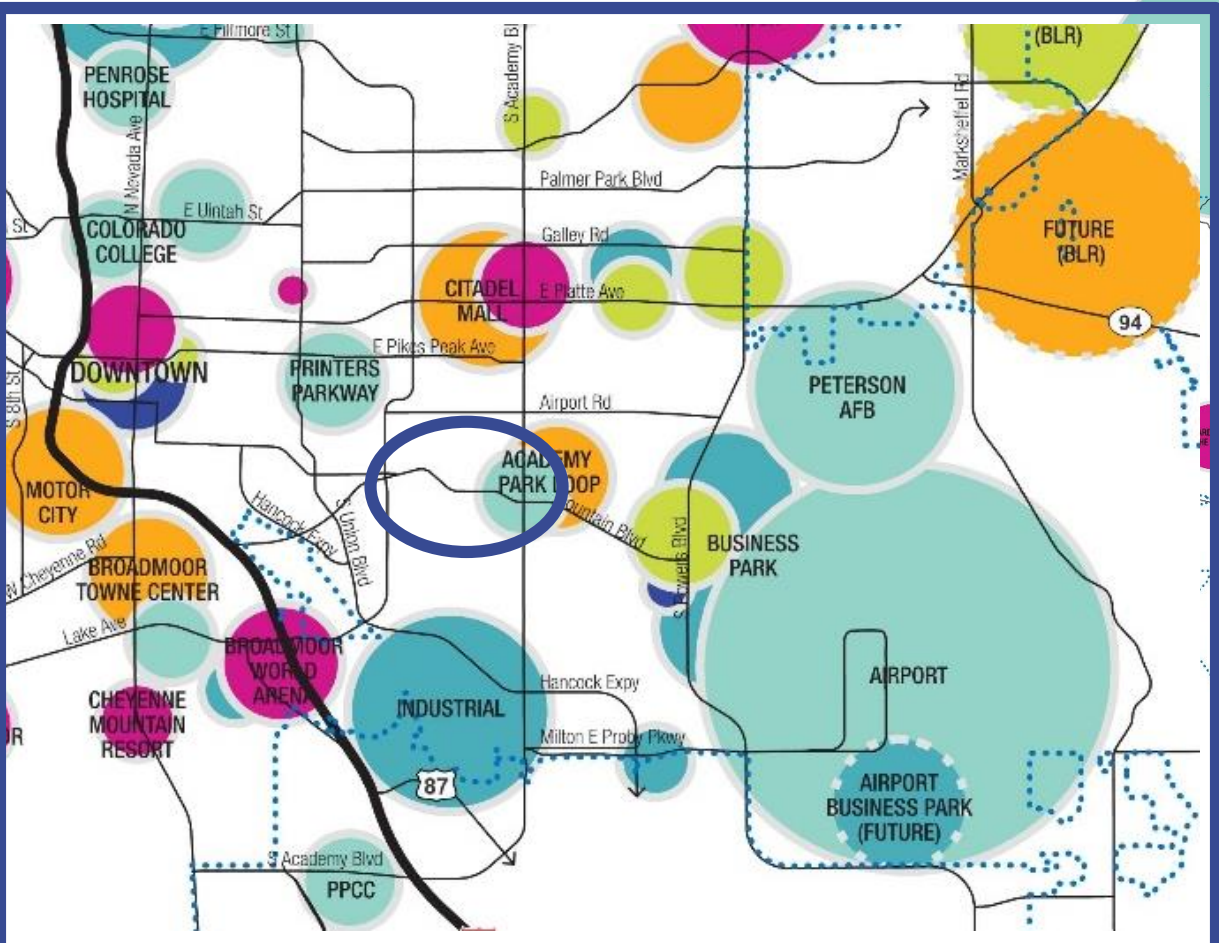 E Fillmore St
S Academy Bl
(BLR)
PENROSE
HOSPITAL
N Nevada Ave
Marksheffel Rd
Palmer Park Blvd
E Uintah St
St
COLORADO
COLLEGE
Galley Rd
FUTURE
(BLR)
CITADEL
MALL
E Platte Ave
94
E Pikes Peak Ave
DOWNTOWN
PRINTERS
PARKWAY
PETERSON
AFB
S 8th St
Airport Rd
ACADEMY
PARK LOOP
MOTOR
CITY
Hancock Expy
S Union Blvd
ountain Blvd
S Powers Blvd
BUSINESS
PARK
W Cheyenne Rd
BROADMOOR
TOWNE CENTER
Lake Ave
BROADMOOR
WORLD
ARENA
AIRPORT
Hancock Expy
CHEYENNE
MOUNTAIN
RESORT
INDUSTRIAL
OR
Milton E Proby Pkwy
87
AIRPORT
BUSINESS PARK
(FUTURE)
S Academy Blvd
PPCC